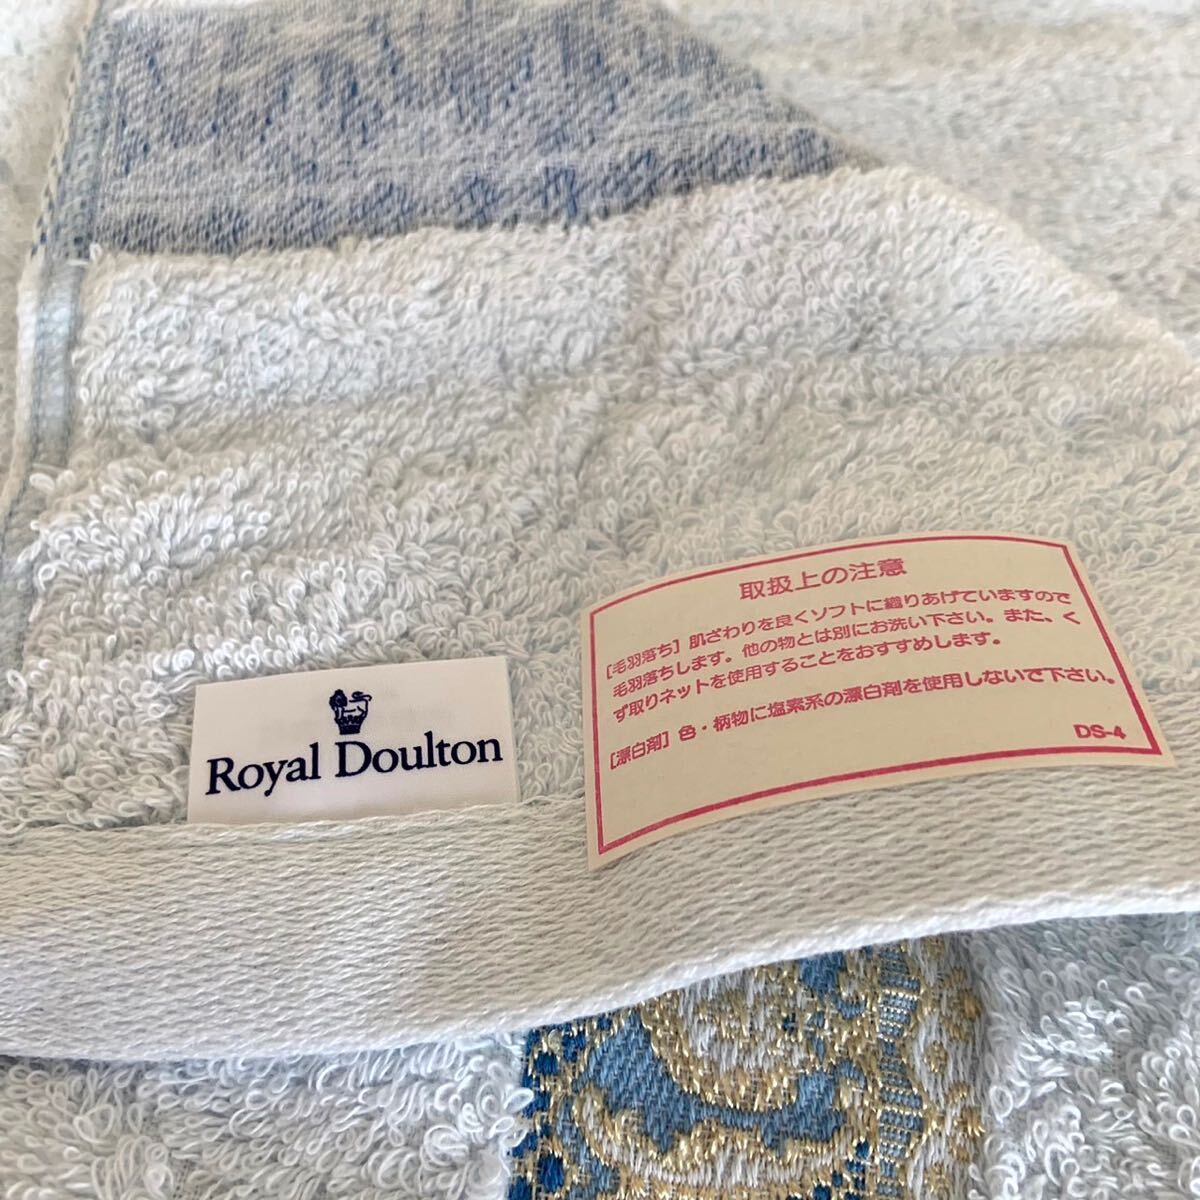 Royal Doulton
取扱上の注意
[毛羽落ち] 肌ざわりを良くソフトに織りあげていますので
毛羽落ちします。他の物とは別にお洗い下さい。また、く
ず取りネットを使用することをおすすめします。
[漂白剤] 色・柄物に塩素系の漂白剤を使用しないで下さい。
DS-4